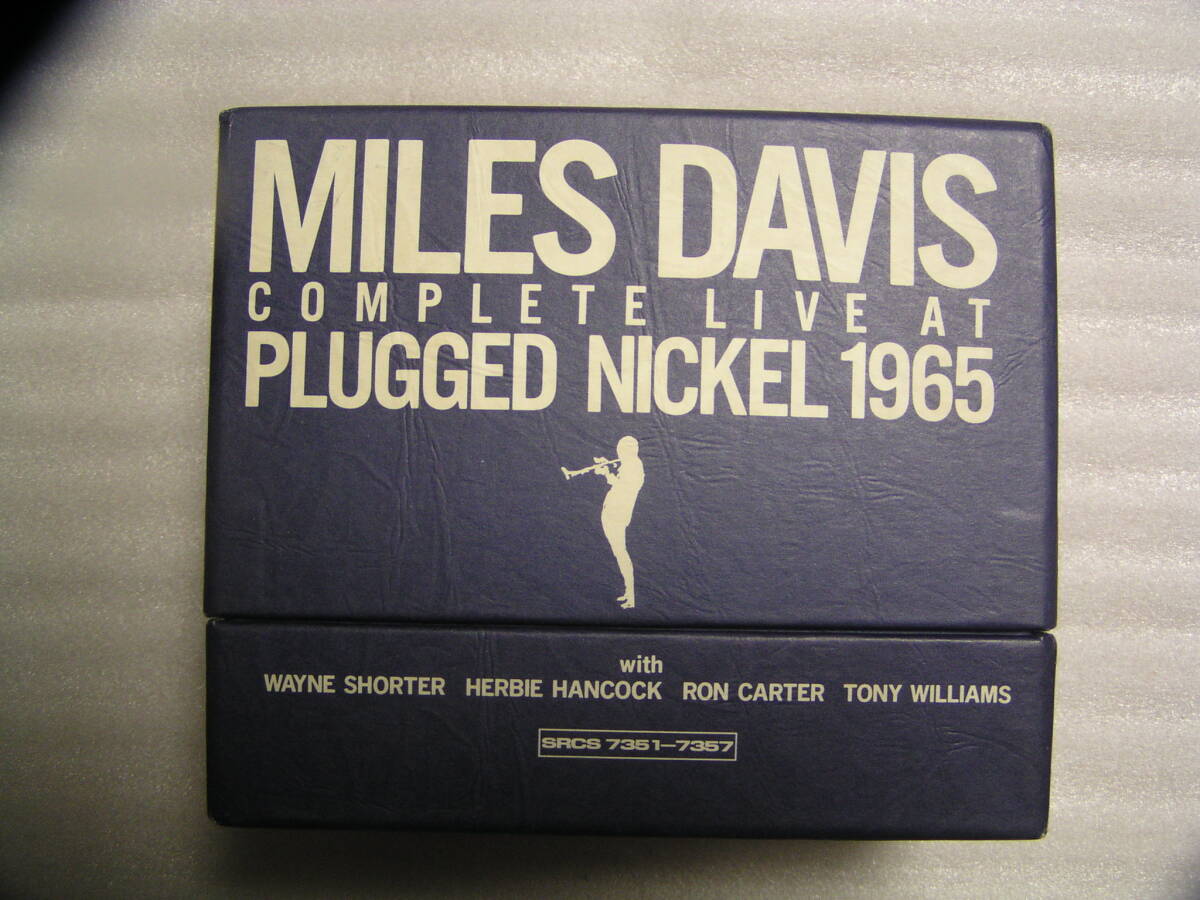 MILES DAVIS
COMPLETE LIVE AT
PLUGGED NICKEL 1965
with
WAYNE SHORTER HERBIE HANCOCK RON CARTER TONY WILLIAMS
SRCS 7351-7357